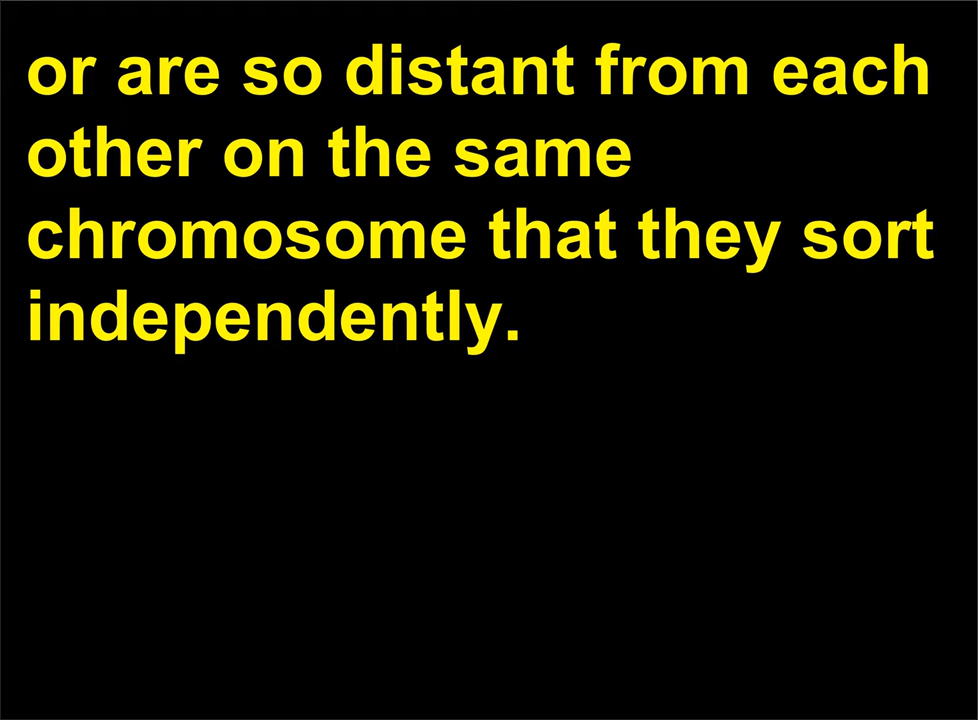 or are so distant from each
other on the same
chromosome that they sort
independently.